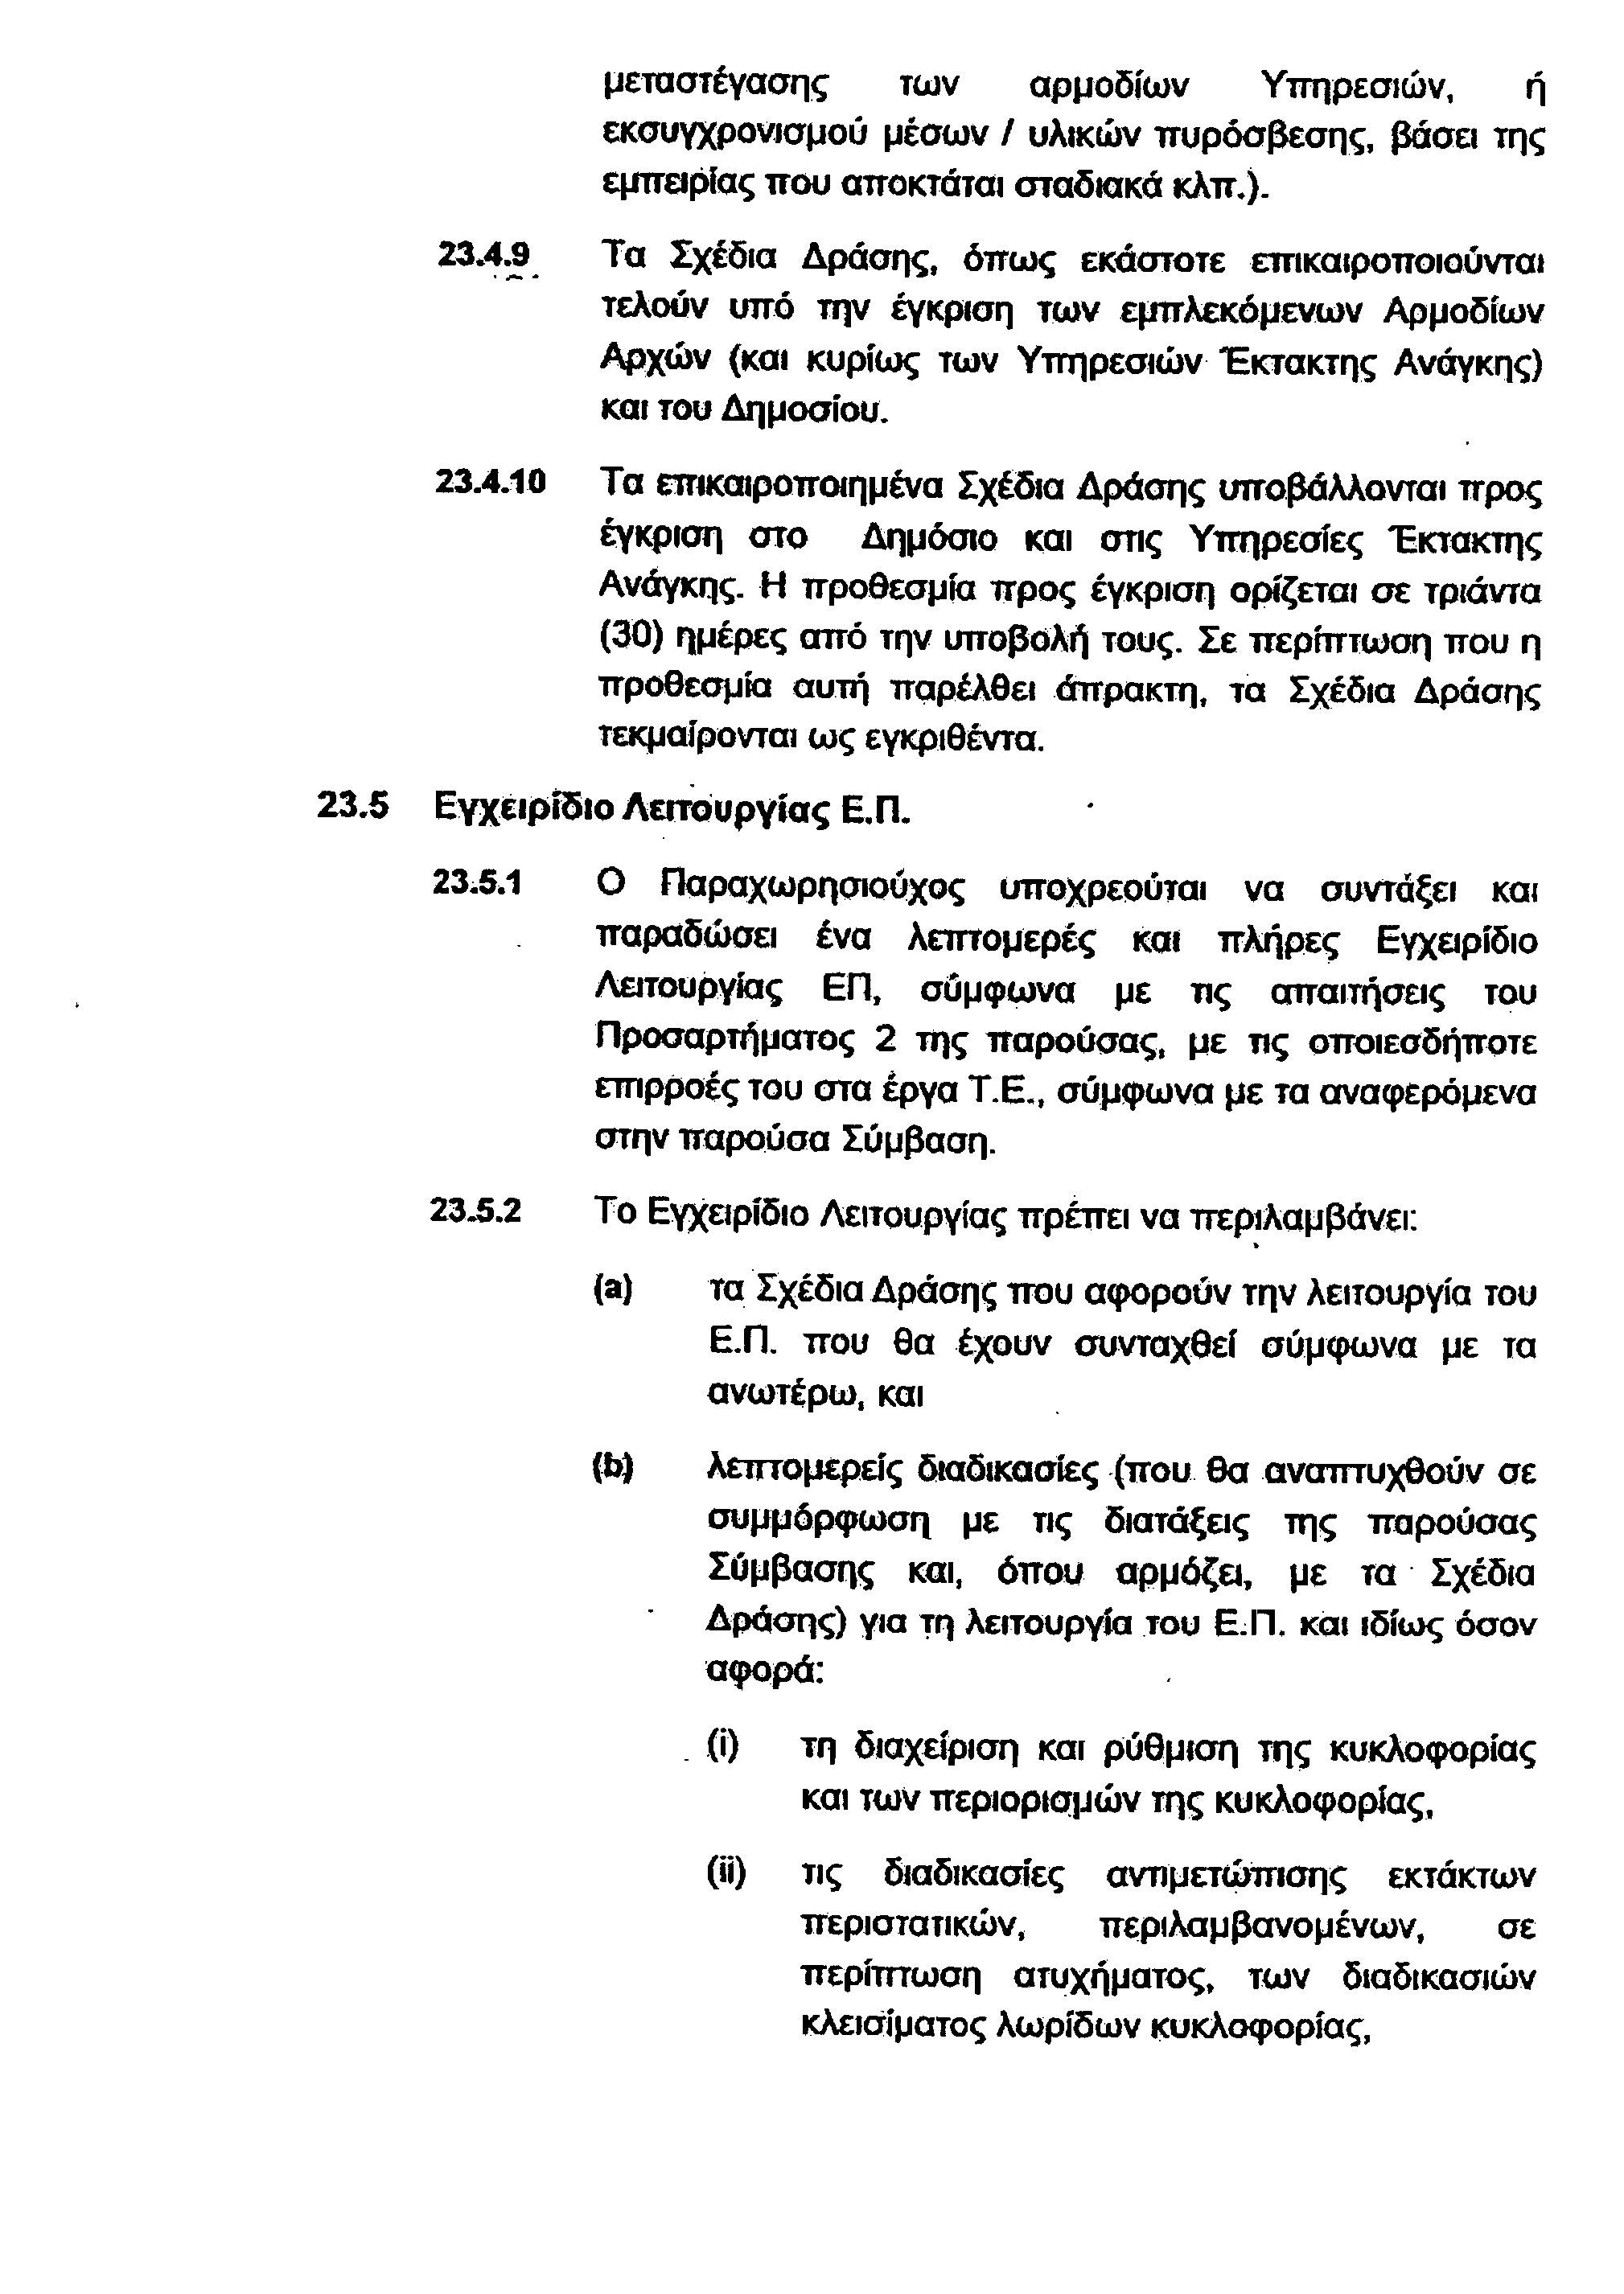 μεταστέγασης των αρμοδίων Υπηρεσιών, ή
εκσυγχρονισμού μέσων / υλικών πυρόσβεσης, βάσει της
εμπειρίας που αποκτάται σταδιακά κλπ.).
23.4.9 Τα Σχέδια Δράσης, όπως εκάστοτε επικαιροποιούνται
τελούν υπό την έγκριση των εμπλεκόμενων Αρμοδίων
Αρχών (και κυρίως των Υπηρεσιών Έκτακτης Ανάγκης)
και του Δημοσίου.
23.4.10 Τα επικαιροποιημένα Σχέδια Δράσης υποβάλλονται προς
έγκριση στο Δημόσιο και στις Υπηρεσίες Έκτακτης
Ανάγκης. Η προθεσμία προς έγκριση ορίζεται σε τριάντα
(30) ημέρες από την υποβολή τους. Σε περίπτωση που η
προθεσμία αυτή παρέλθει άπρακτη, τα Σχέδια Δράσης
τεκμαίρονται ως εγκριθέντα.
23.5 Εγχειρίδιο Λειτουργίας Ε.Π.
23.5.1 Ο Παραχωρησιούχος υποχρεούται να συντάξει και
παραδώσει ένα λεπτομερές και πλήρες Εγχειρίδιο
Λειτουργίας ΕΠ, σύμφωνα με τις απαιτήσεις του
Προσαρτήματος 2 της παρούσας, με τις οποιεσδήποτε
επιρροές του στα έργα Τ.Ε., σύμφωνα με τα αναφερόμενα
στην παρούσα Σύμβαση.
23.5.2 Το Εγχειρίδιο Λειτουργίας πρέπει να περιλαμβάνει:
(a) τα Σχέδια Δράσης που αφορούν την λειτουργία του
Ε.Π. που θα έχουν συνταχθεί σύμφωνα με τα
ανωτέρω, και
(b) λεπτομερείς διαδικασίες (που θα αναπτυχθούν σε
συμμόρφωση με τις διατάξεις της παρούσας
Σύμβασης και, όπου αρμόζει, με τα Σχέδια
Δράσης) για τη λειτουργία του Ε.Π. και ιδίως όσον
αφορά:
(i) τη διαχείριση και ρύθμιση της κυκλοφορίας
και των περιορισμών της κυκλοφορίας,
(ii) τις διαδικασίες αντιμετώπισης εκτάκτων
περιστατικών, περιλαμβανομένων, σε
περίπτωση ατυχήματος, των διαδικασιών
κλεισίματος λωρίδων κυκλοφορίας,